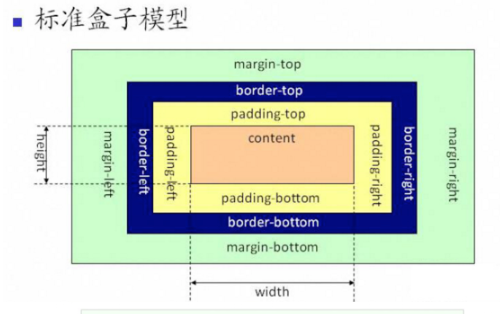 标准盒子模型
margin-top
border-top
padding-top
content
height
margin-left
border-left
padding-left
padding-right
border-right
margin-right
padding-bottom
border-bottom
margin-bottom
width